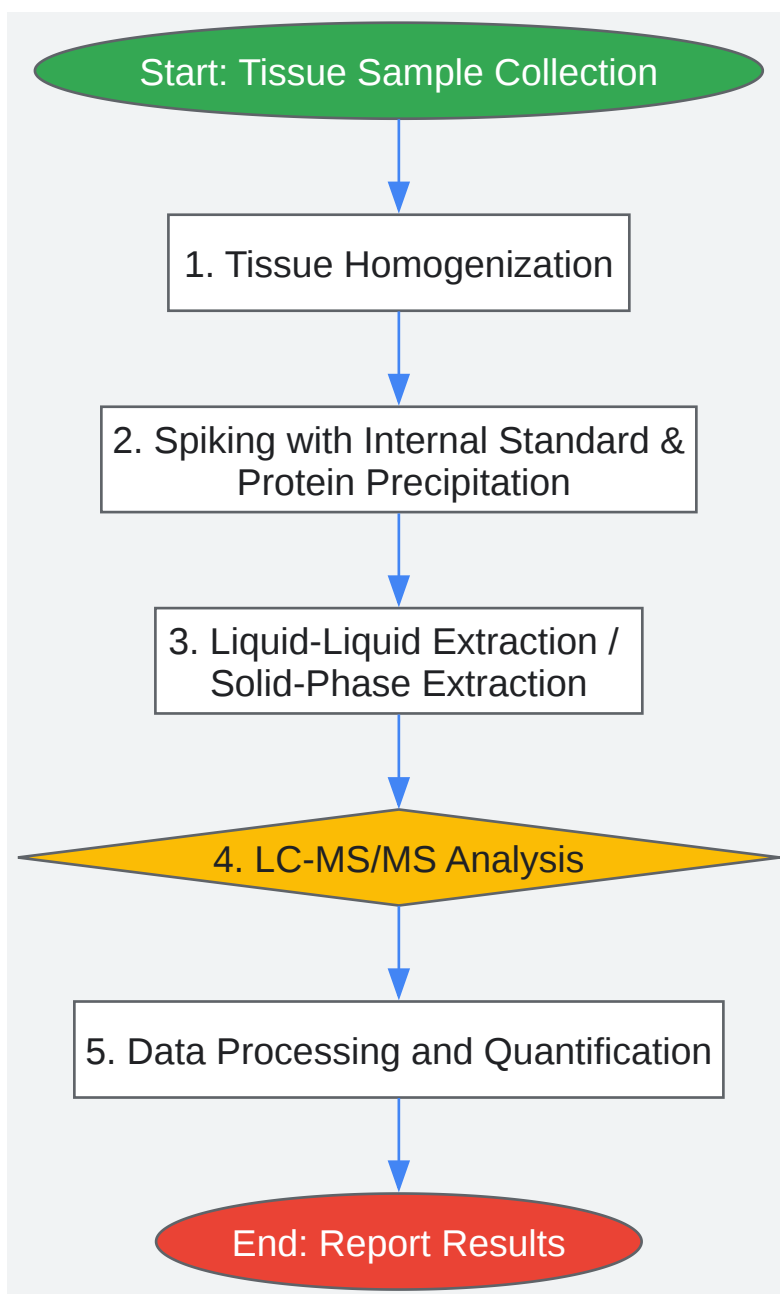 Start: Tissue Sample Collection
1. Tissue Homogenization
2. Spiking with Internal Standard &
Protein Precipitation
3. Liquid-Liquid Extraction /
Solid-Phase Extraction
4. LC-MS/MS Analysis
5. Data Processing and Quantification
End: Report Results